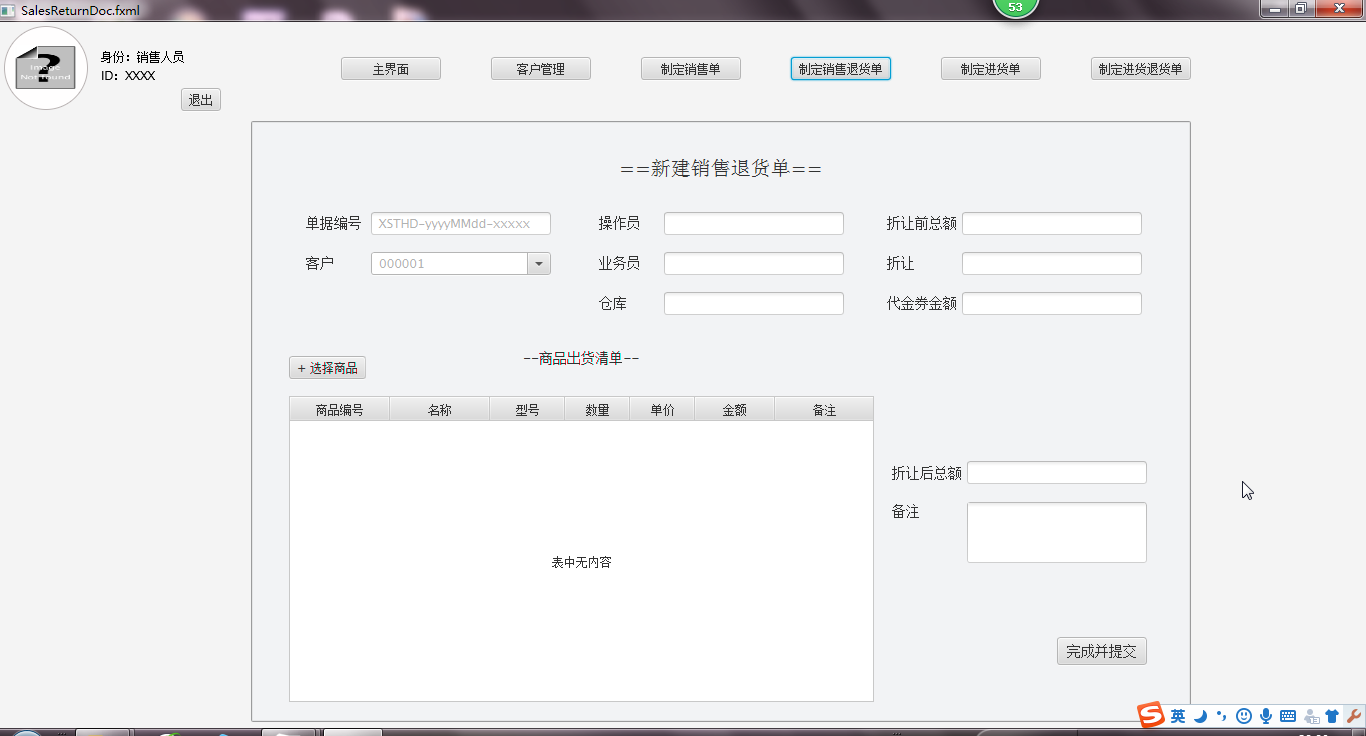 SalesReturnDoc.fxml
53
身份：销售人员
ID：XXXX
Image
Not Found
退出
主界面
客户管理
制定销售单
制定销售退货单
制定进货单
制定进货退货单
==新建销售退货单==
单据编号
XSTHD-yyyyMMdd-xxxxx
操作员
折让前总额
客户
000001
业务员
折让
仓库
代金券金额
+ 选择商品
--商品出货清单--
商品编号
名称
型号
数量
单价
金额
备注
表中无内容
折让后总额
备注
完成并提交
英